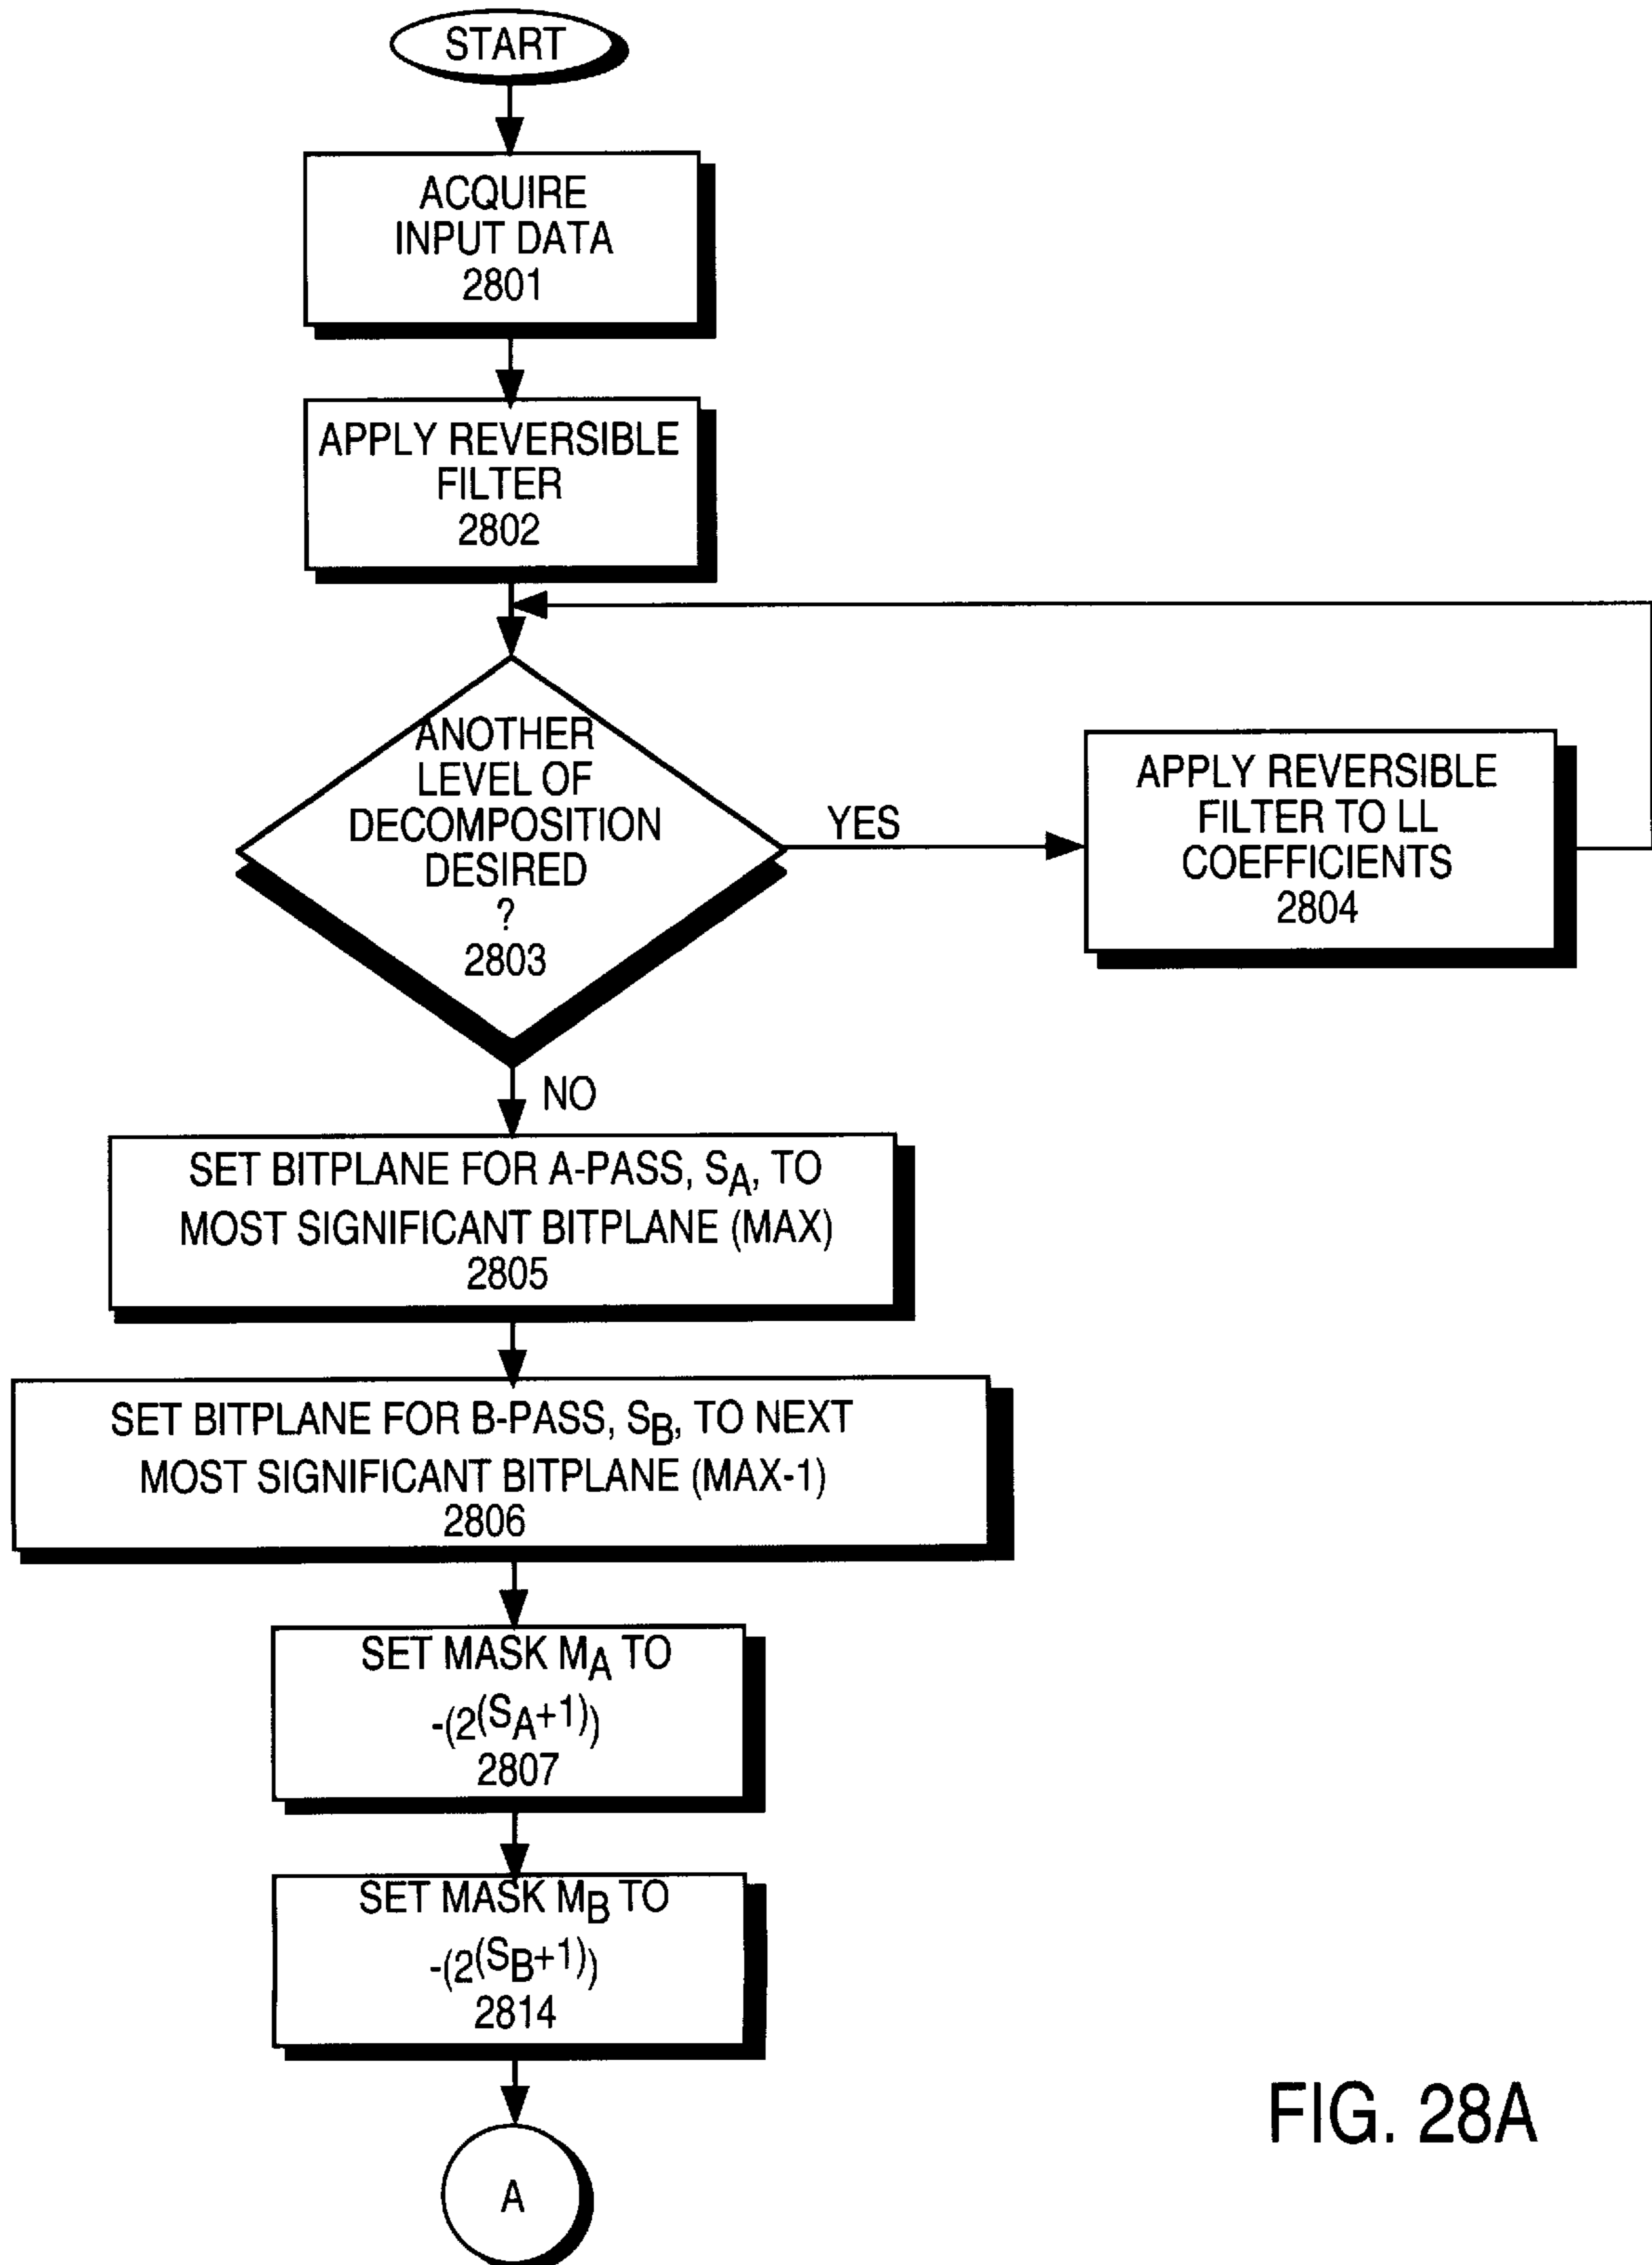 START
ACQUIRE
INPUT DATA
2801
APPLY REVERSIBLE
FILTER
2802
ANOTHER
LEVEL OF
DECOMPOSITION
DESIRED
?
2803
YES
APPLY REVERSIBLE
FILTER TO LL
COEFFICIENTS
2804
NO
SET BITPLANE FOR A-PASS, SA, TO
MOST SIGNIFICANT BITPLANE (MAX)
2805
SET BITPLANE FOR B-PASS, SB, TO NEXT
MOST SIGNIFICANT BITPLANE (MAX-1)
2806
SET MASK MA TO
-(2(SA+1))
2807
SET MASK MB TO
-(2(SB+1))
2814
A
FIG. 28A